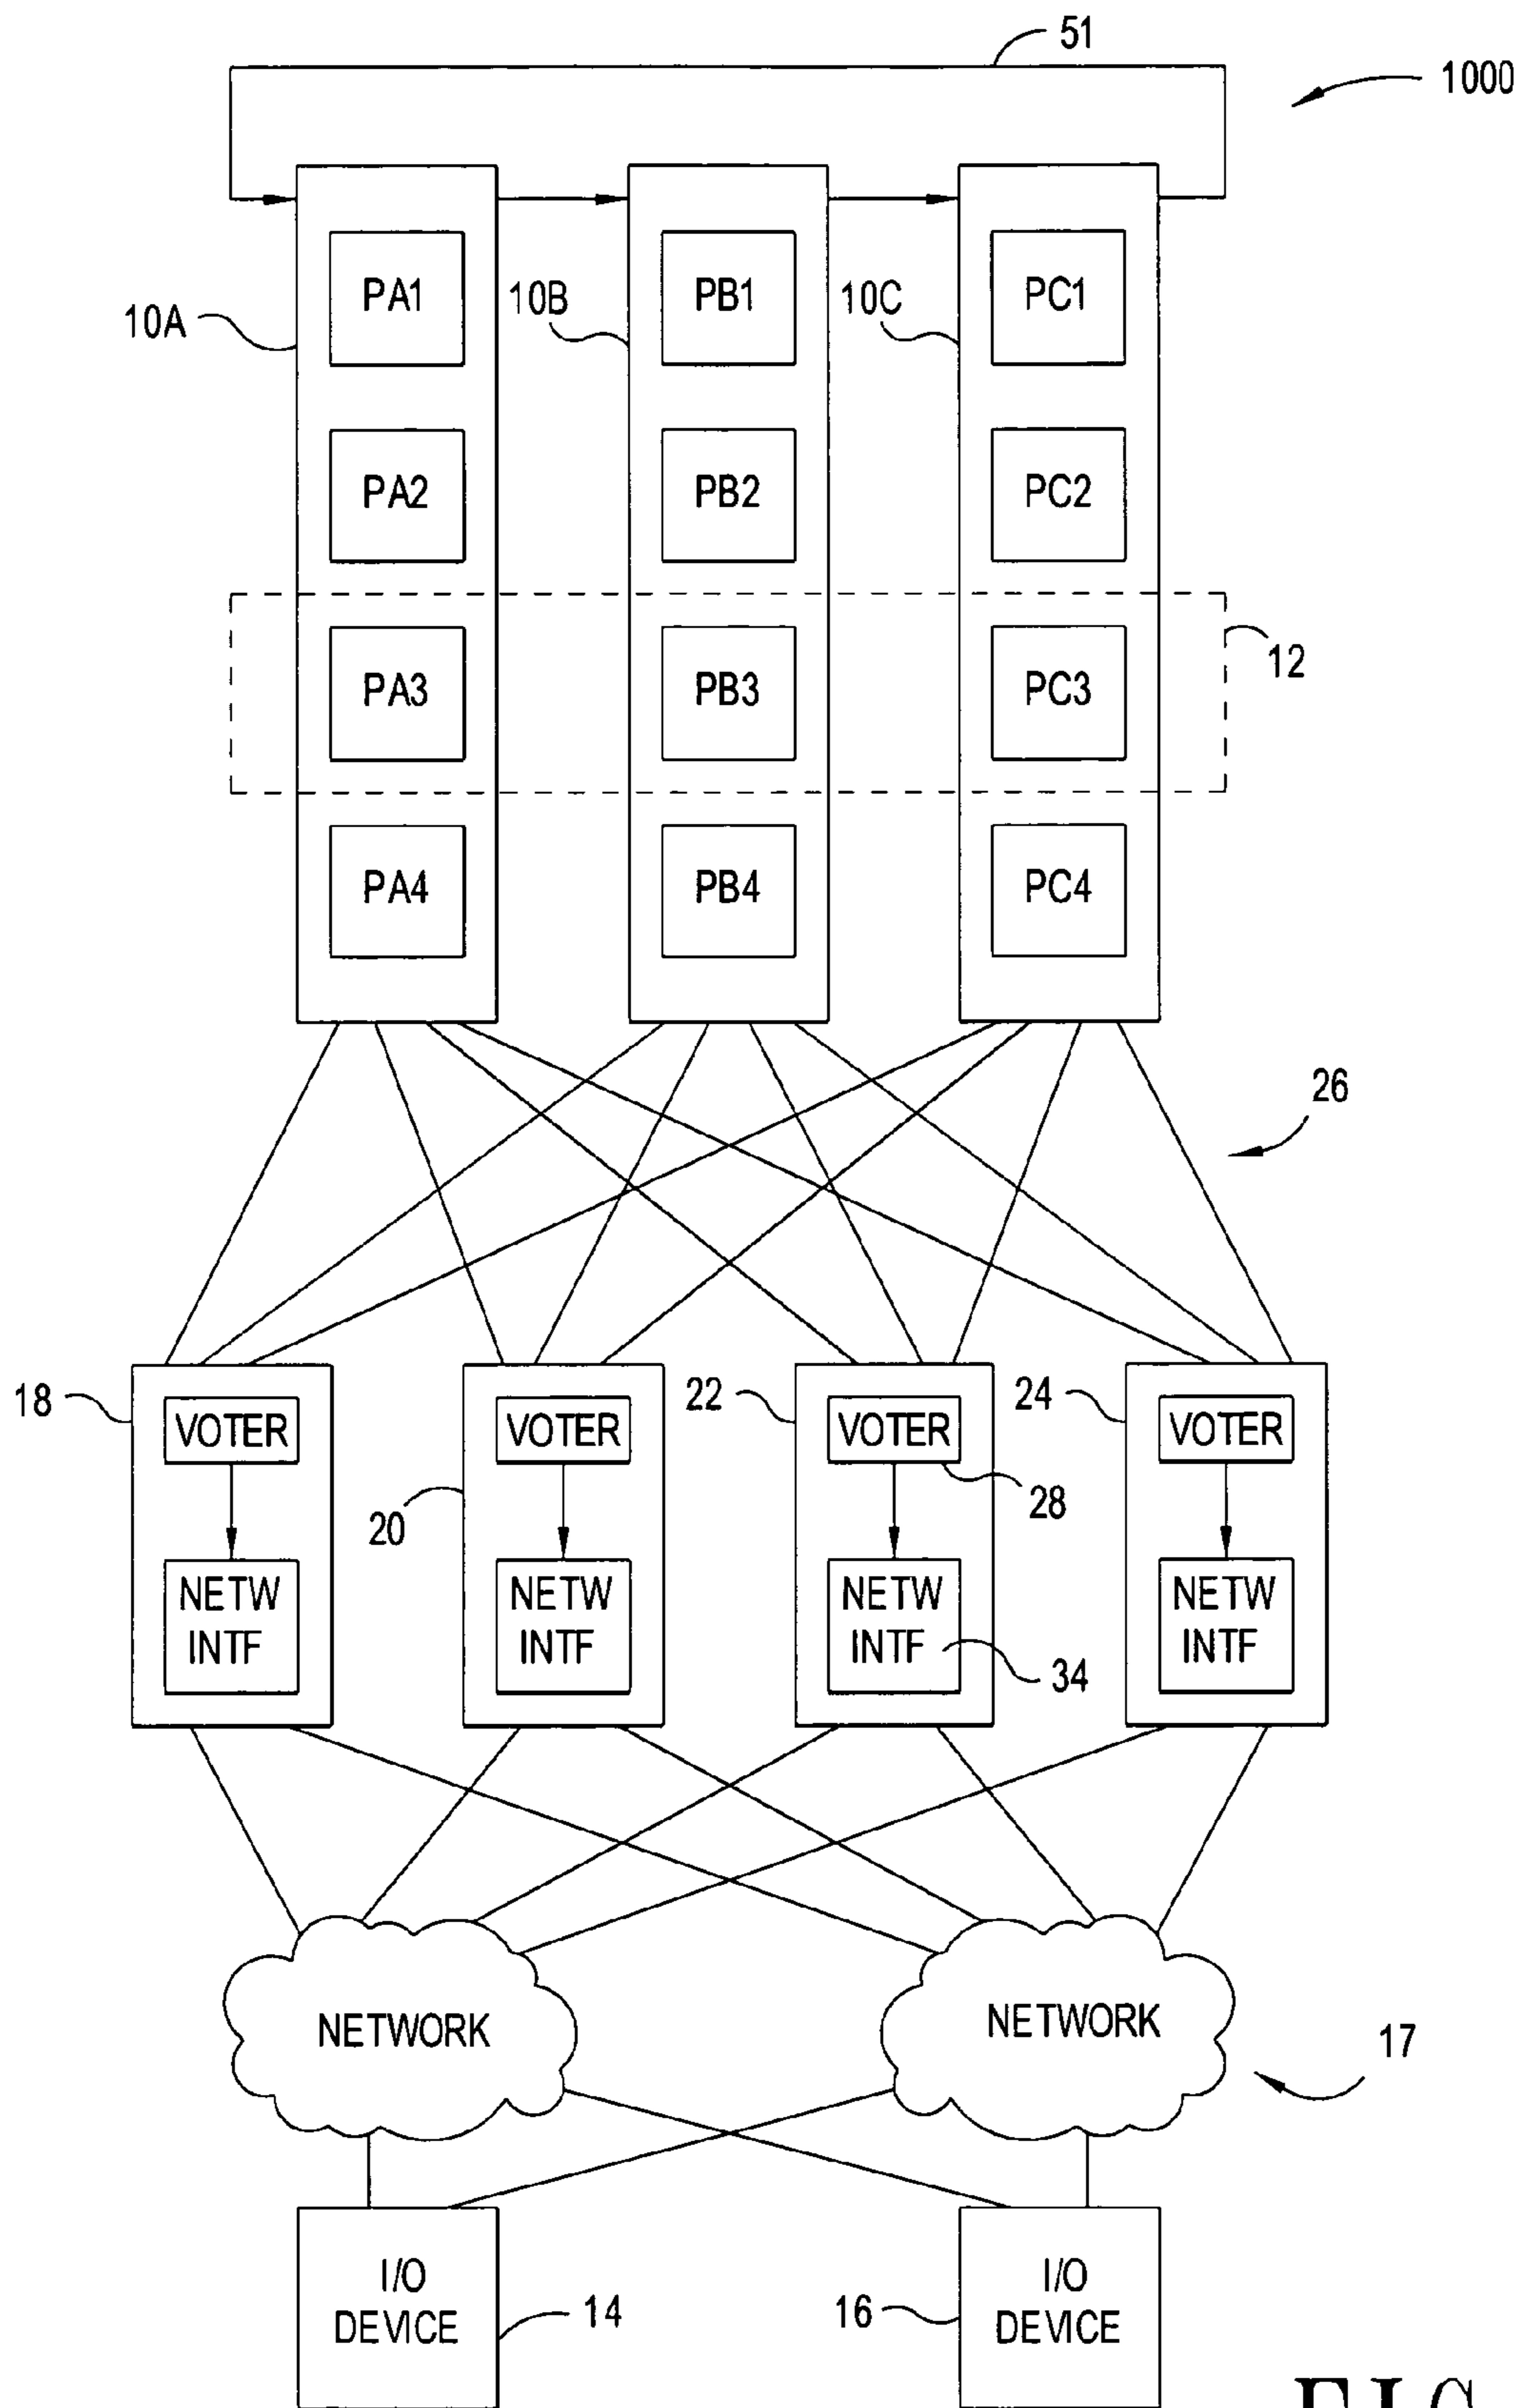 51
1000
PA1
PB1
PC1
10A
10B
10C
PA2
PB2
PC2
PA3
PB3
PC3
12
PA4
PB4
PC4
26
18
VOTER
VOTER
22
VOTER
24
VOTER
20
28
NETW
INTF
NETW
INTF
NETW
INTF
34
NETW
INTF
NETWORK
NETWORK
17
I/O
DEVICE
14
16
I/O
DEVICE